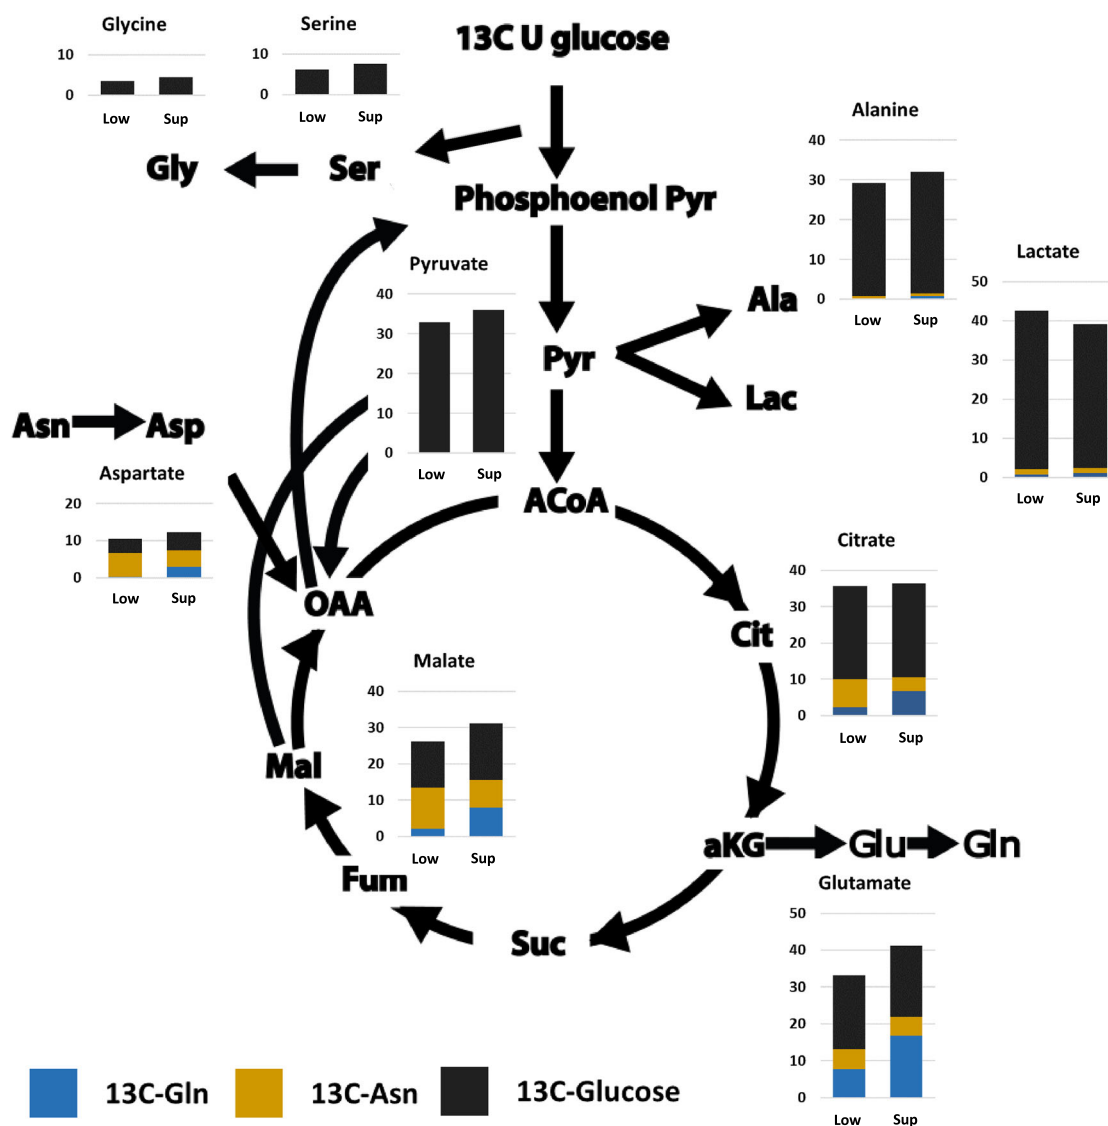 Glycine
10
0
Low Sup
Serine
10
0
Low Sup
13C U glucose
Gly
Ser
Phosphoenol Pyr
Alanine
40
30
20
10
0
Low Sup
Pyruvate
40
30
20
10
0
Low Sup
Lactate
50
40
30
20
10
0
Low Sup
Ala
Pyr
Lac
Asn
Asp
Aspartate
20
10
0
Low Sup
ACoA
OAA
Cit
Citrate
40
30
20
10
0
Low Sup
Malate
40
30
20
10
0
Low Sup
Mal
aKG
Glu
Gln
Fum
Suc
Glutamate
50
40
30
20
10
0
Low Sup
13C-Gln
13C-Asn
13C-Glucose